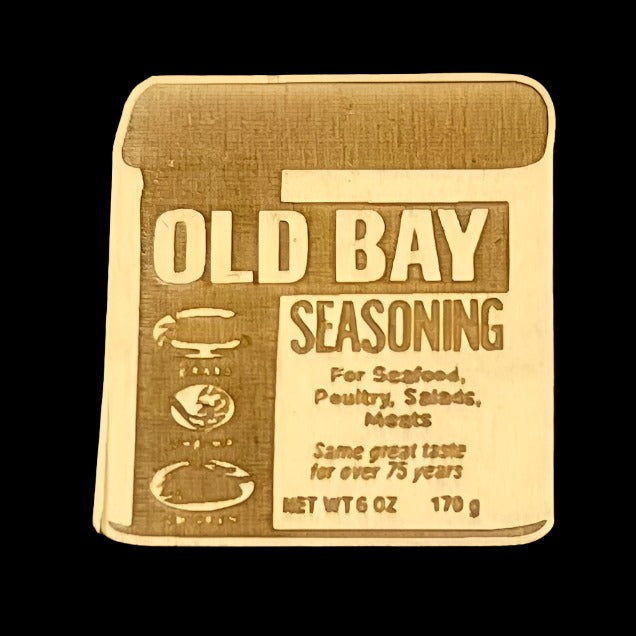 OLD BAY
SEASONING
For Seafood,
Poultry, Salads,
Meats
Same great taste
for over 75 years
NET WT 6 OZ 170 g